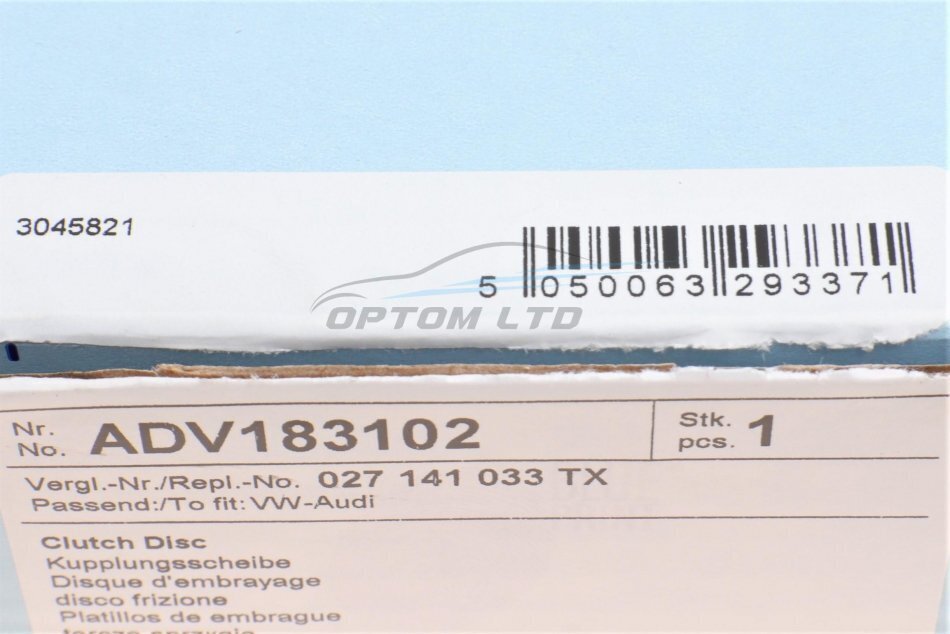 3045821
5 050063 293371
OPTOM LTD
Nr.
No. ADV183102
Stk.
pcs. 1
Vergl.-Nr./Repl.-No. 027 141 033 TX
Passend:/To fit: VW-Audi
Clutch Disc
Kupplungsscheibe
Disque d'embrayage
disco frizione
Platillos de embrague